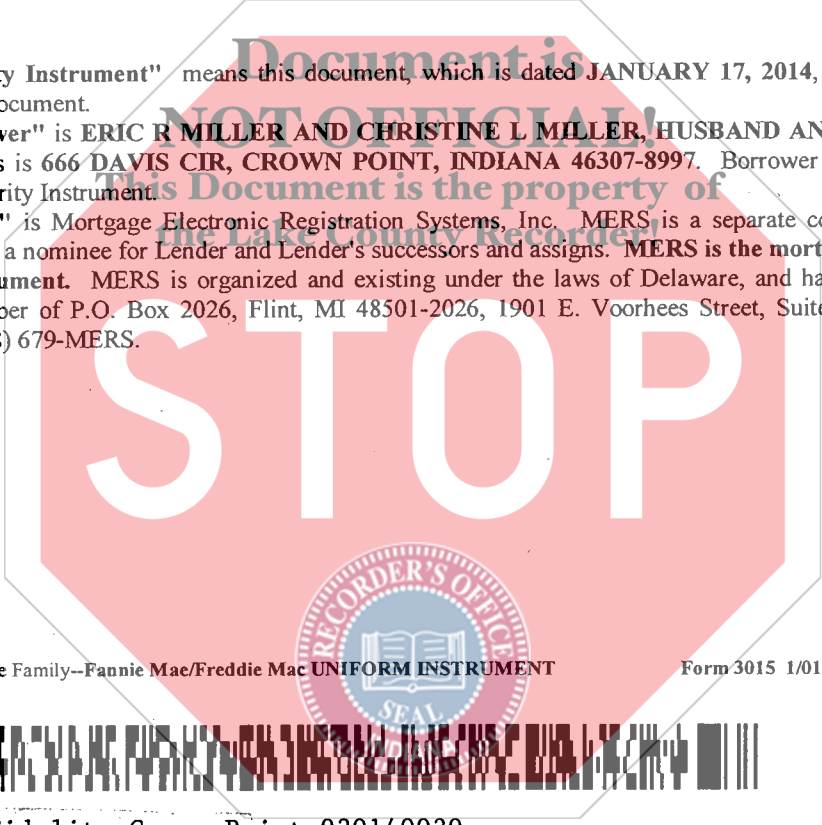 Document is
y Instrument" means this document, which is dated JANUARY 17, 2014,
ocument.
NOT OFFICIAL!
ver" is ERIC R MILLER AND CHRISTINE L MILLER, HUSBAND AN
s is 666 DAVIS CIR, CROWN POINT, INDIANA 46307-8997. Borrower
This Document is the property of
rity Instrument.
" is Mortgage Electronic Registration Systems, Inc. MERS is a separate co
the Lake County Recorder!
a nominee for Lender and Lender's successors and assigns. MERS is the mort
ument. MERS is organized and existing under the laws of Delaware, and ha
ber of P.O. Box 2026, Flint, MI 48501-2026, 1901 E. Voorhees Street, Suite
) 679-MERS.
STOP
RECORDER'S OFFICE
e Family--Fannie Mae/Freddie Mac UNIFORM INSTRUMENT Form 3015 1/01
SEAL
INDIANA